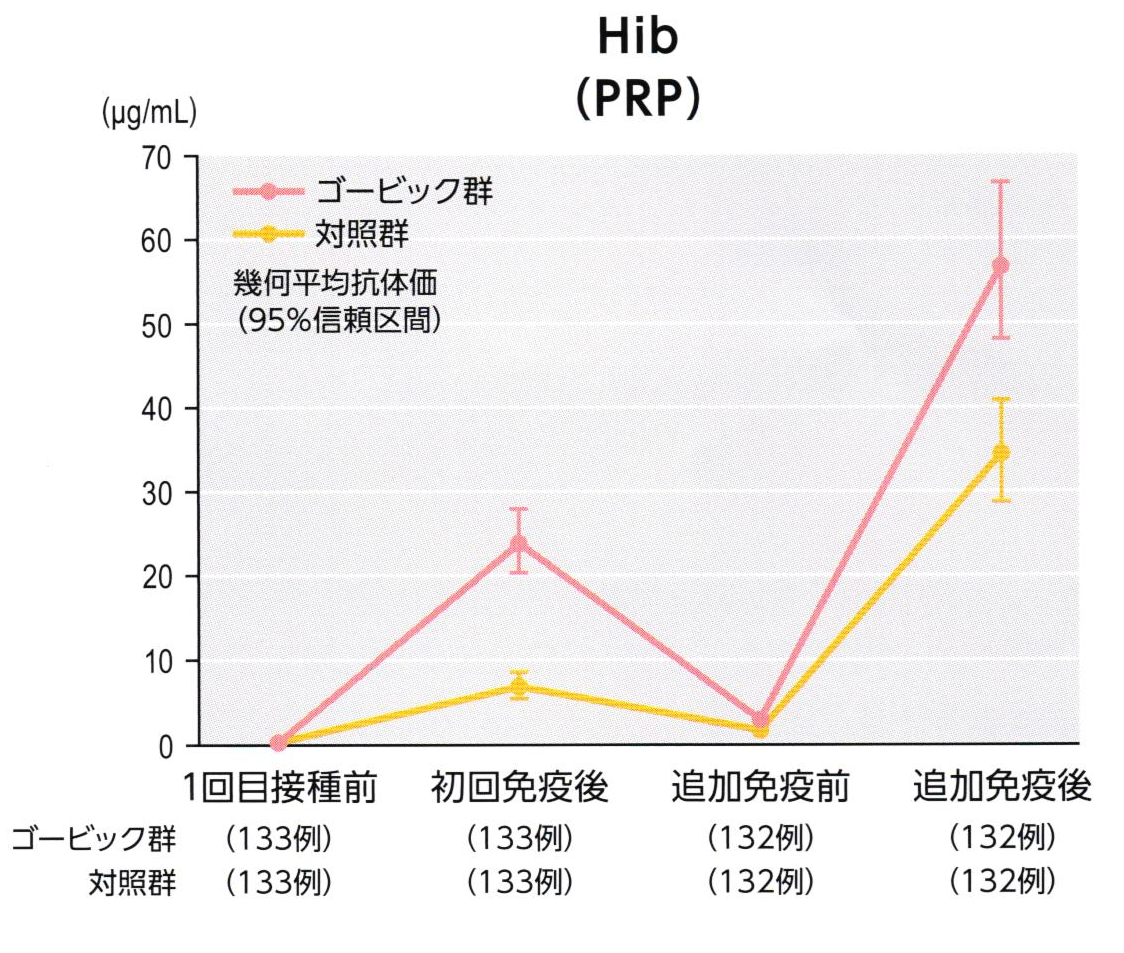 Hib
(PRP)
(μg/mL)
70
60
50
40
30
20
10
0
ゴービック群
対照群
幾何平均抗体価
(95%信頼区間)
1回目接種前 初回免疫後 追加免疫前 追加免疫後
ゴービック群 (133例) (133例) (132例) (132例)
対照群 (133例) (133例) (132例) (132例)